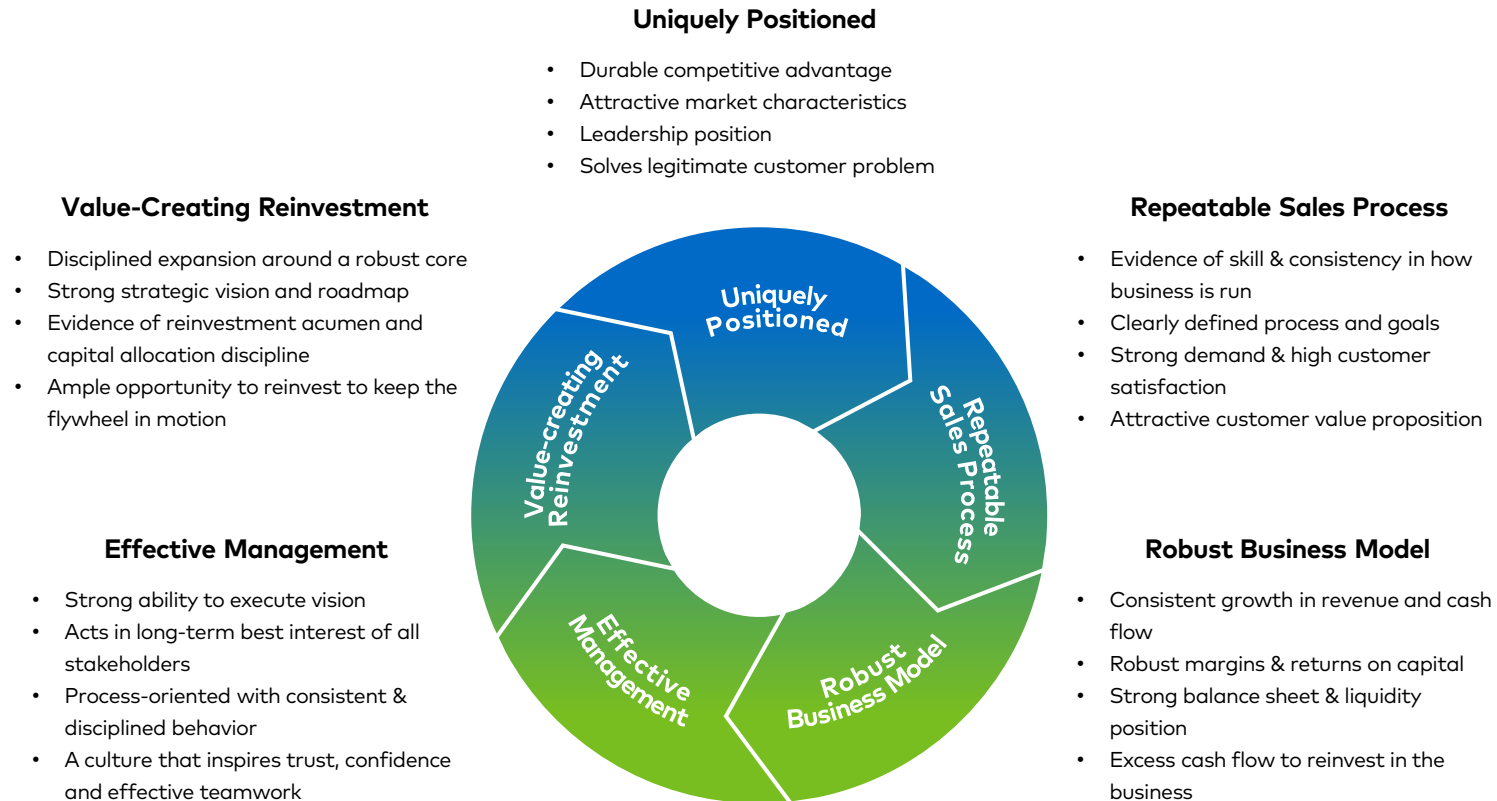 Uniquely Positioned
• Durable competitive advantage
• Attractive market characteristics
• Leadership position
• Solves legitimate customer problem
Value-Creating Reinvestment
• Disciplined expansion around a robust core
• Strong strategic vision and roadmap
• Evidence of reinvestment acumen and
capital allocation discipline
• Ample opportunity to reinvest to keep the
flywheel in motion
Repeatable Sales Process
• Evidence of skill & consistency in how
business is run
• Clearly defined process and goals
• Strong demand & high customer
satisfaction
• Attractive customer value proposition
Uniquely
Positioned
Repeatable
Sales Process
Robust
Business Model
Effective
Management
Value-creating
Reinvestment
Effective Management
• Strong ability to execute vision
• Acts in long-term best interest of all
stakeholders
• Process-oriented with consistent &
disciplined behavior
• A culture that inspires trust, confidence
and effective teamwork
Robust Business Model
• Consistent growth in revenue and cash
flow
• Robust margins & returns on capital
• Strong balance sheet & liquidity
position
• Excess cash flow to reinvest in the
business